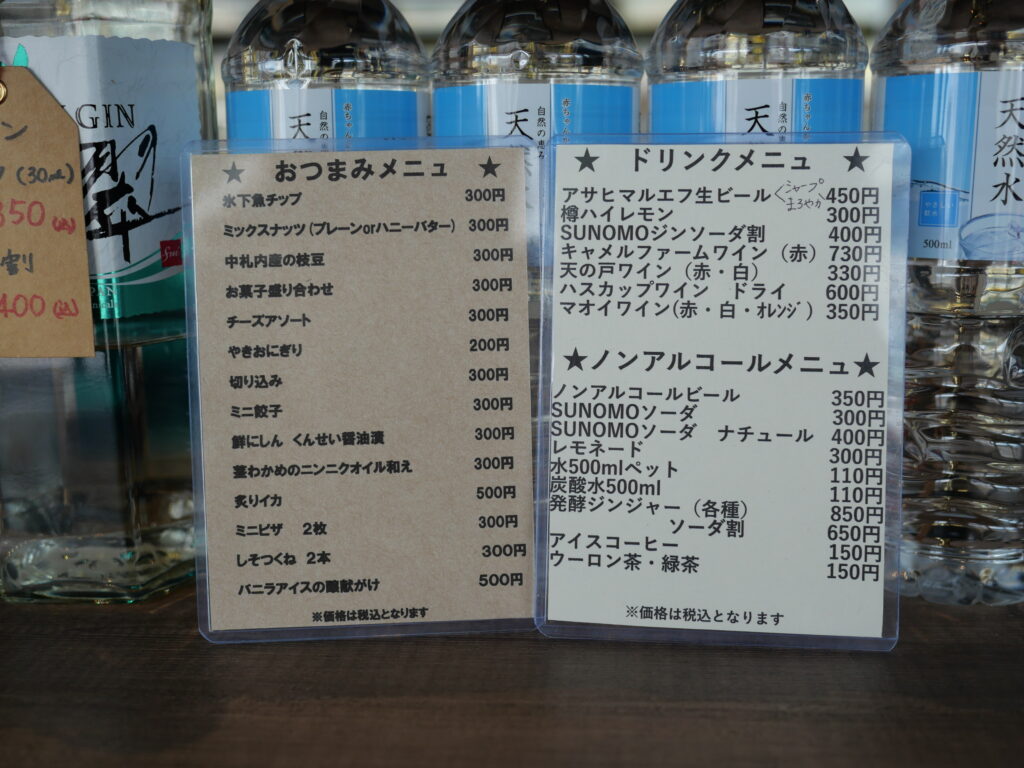 GIN
ン
(30ml)
350 (込)
割
400 (込)
天
自然の恵み
赤ちゃん
天然水
500ml
★ おつまみメニュー ★
氷下魚チップ 300円
ミックスナッツ(プレーンorハニーバター) 300円
中札内産の枝豆 300円
お菓子盛り合わせ 300円
チーズアソート 300円
やきおにぎり 200円
切り込み 300円
ミニ餃子 300円
鮮にしん くんせい醤油漬 300円
茎わかめのニンニクオイル和え 300円
炙りイカ 500円
ミニピザ 2枚 300円
しそつくね 2本 300円
バニラアイスの醸献がけ 500円
※価格は税込となります
★ ドリンクメニュー ★
アサヒマルエフ生ビール <シャープ まろやか 450円
樽ハイレモン 300円
SUNOMOジンソーダ割 400円
キャメルファームワイン(赤) 730円
天の戸ワイン(赤・白) 330円
ハスカップワイン ドライ 600円
マオイワイン(赤・白・オレンジ) 350円
★ノンアルコールメニュー★
ノンアルコールビール 350円
SUNOMOソーダ 300円
SUNOMOソーダ ナチュール 400円
レモネード 300円
水500mlペット 110円
炭酸水500ml 110円
発酵ジンジャー(各種) 850円
ソーダ割 650円
アイスコーヒー 150円
ウーロン茶・緑茶 150円
※価格は税込となります